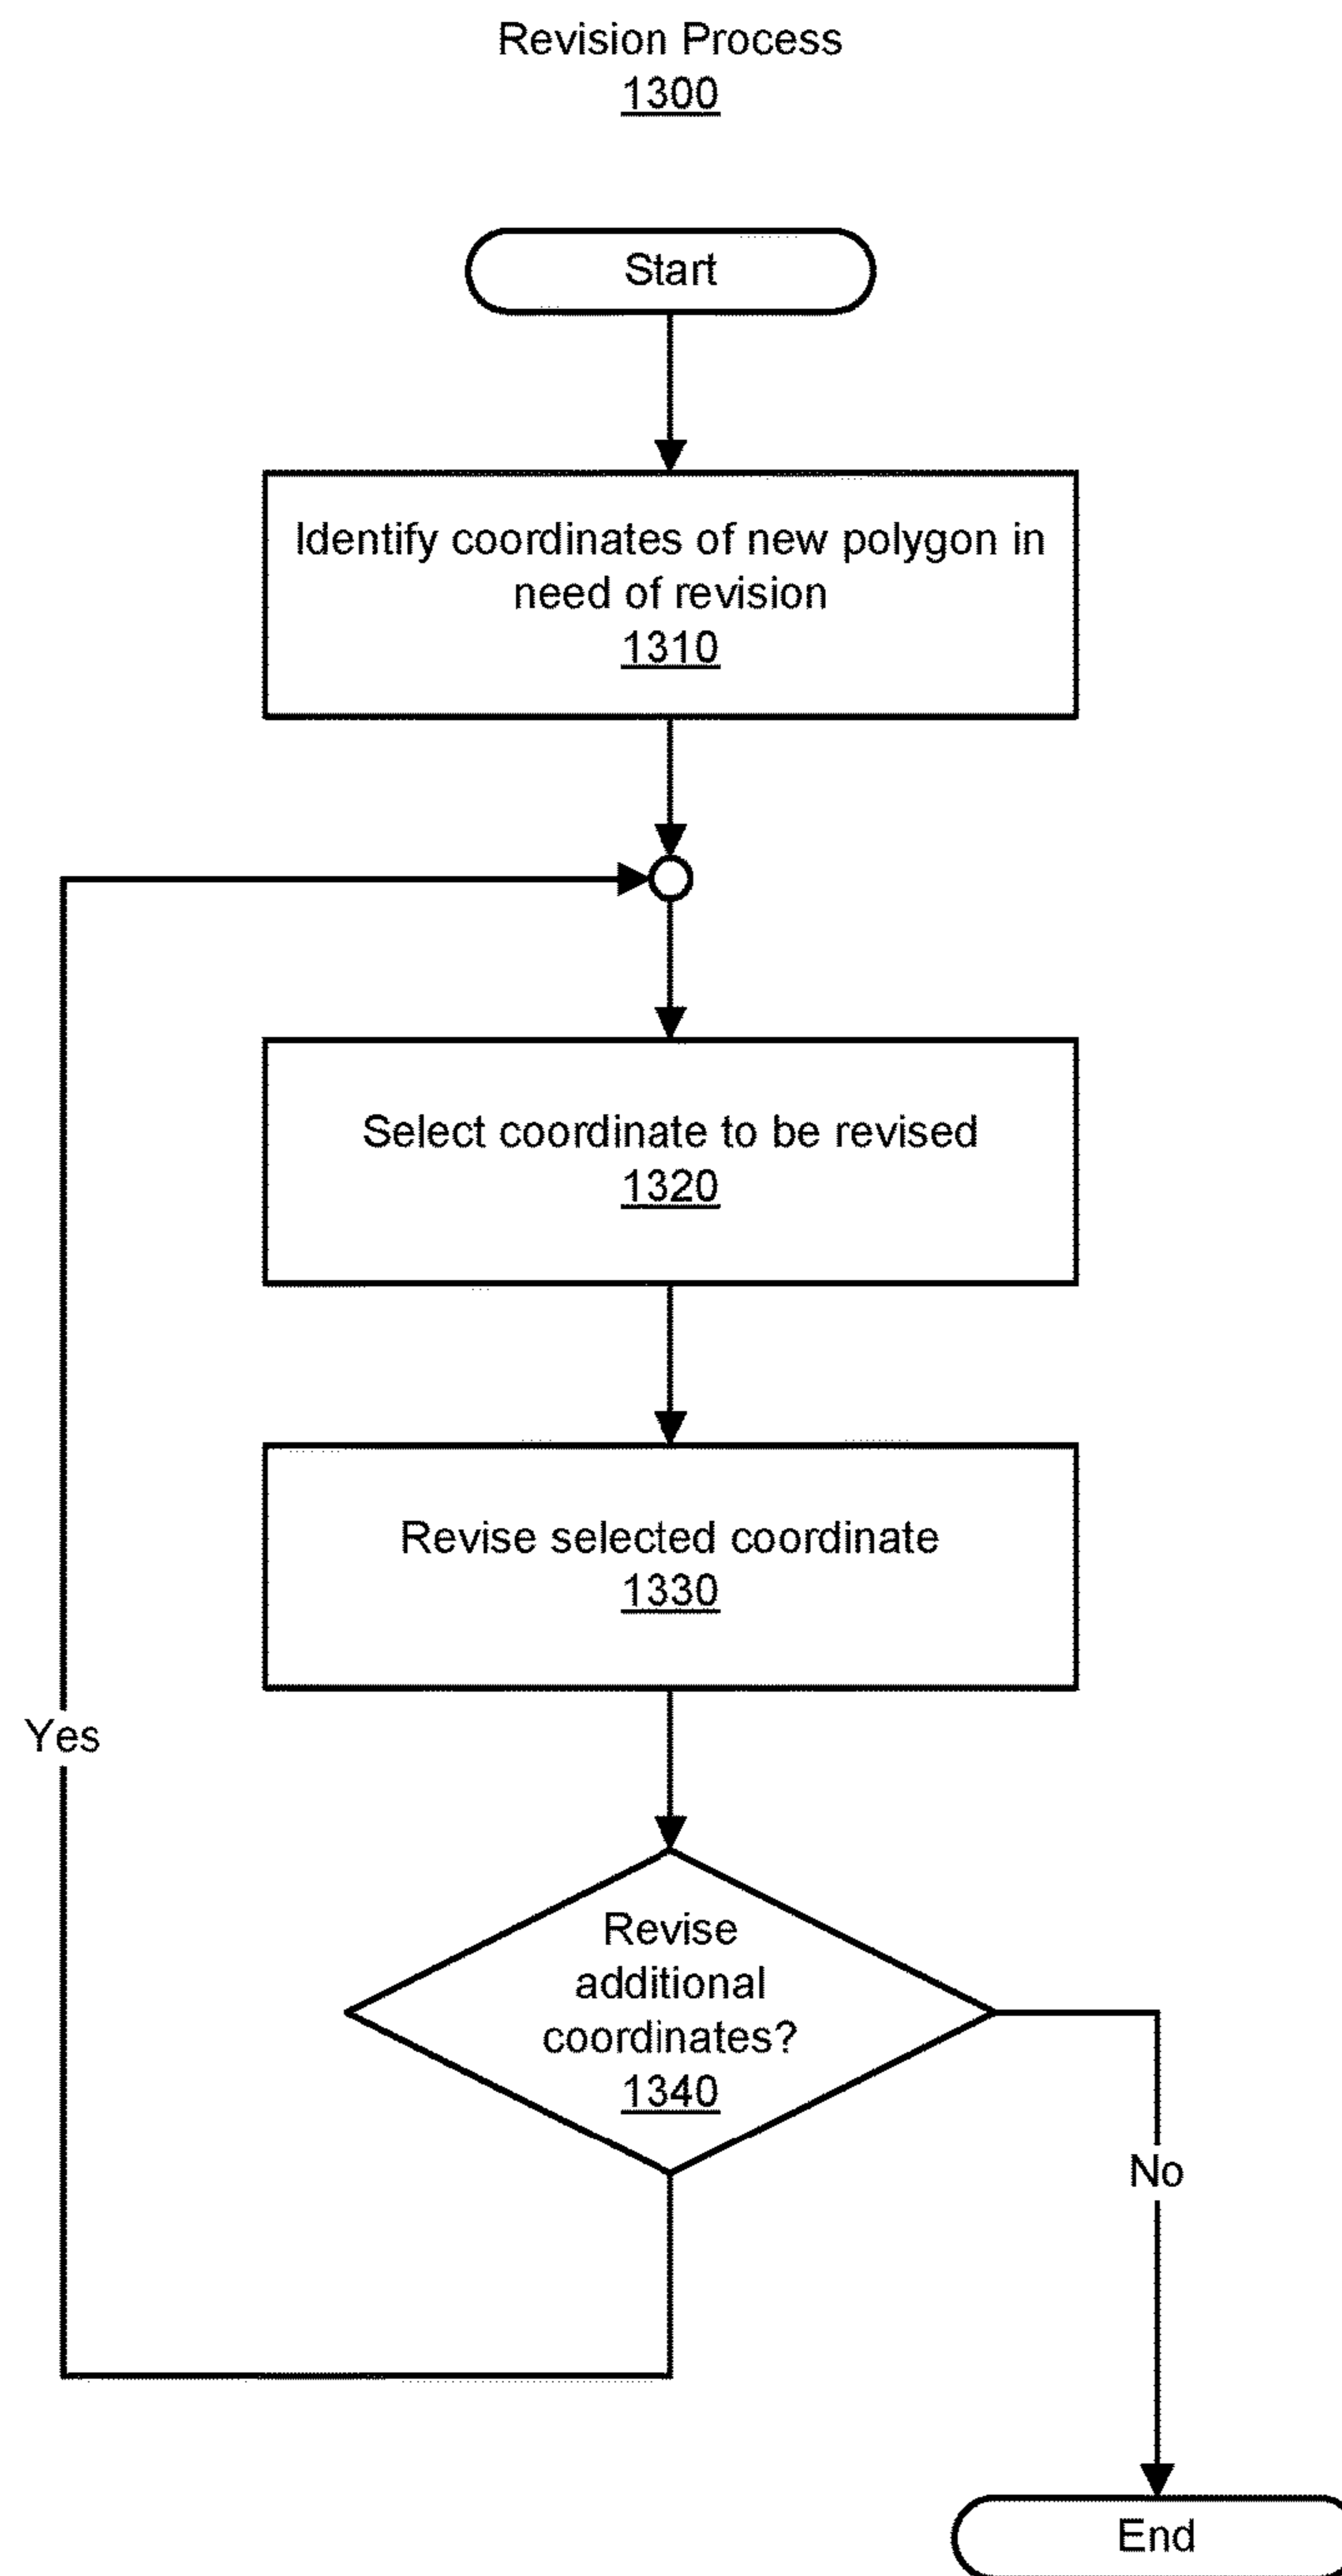 Revision Process
1300
Start
Identify coordinates of new polygon in
need of revision
1310
Select coordinate to be revised
1320
Revise selected coordinate
1330
Yes
Revise
additional
coordinates?
1340
No
End